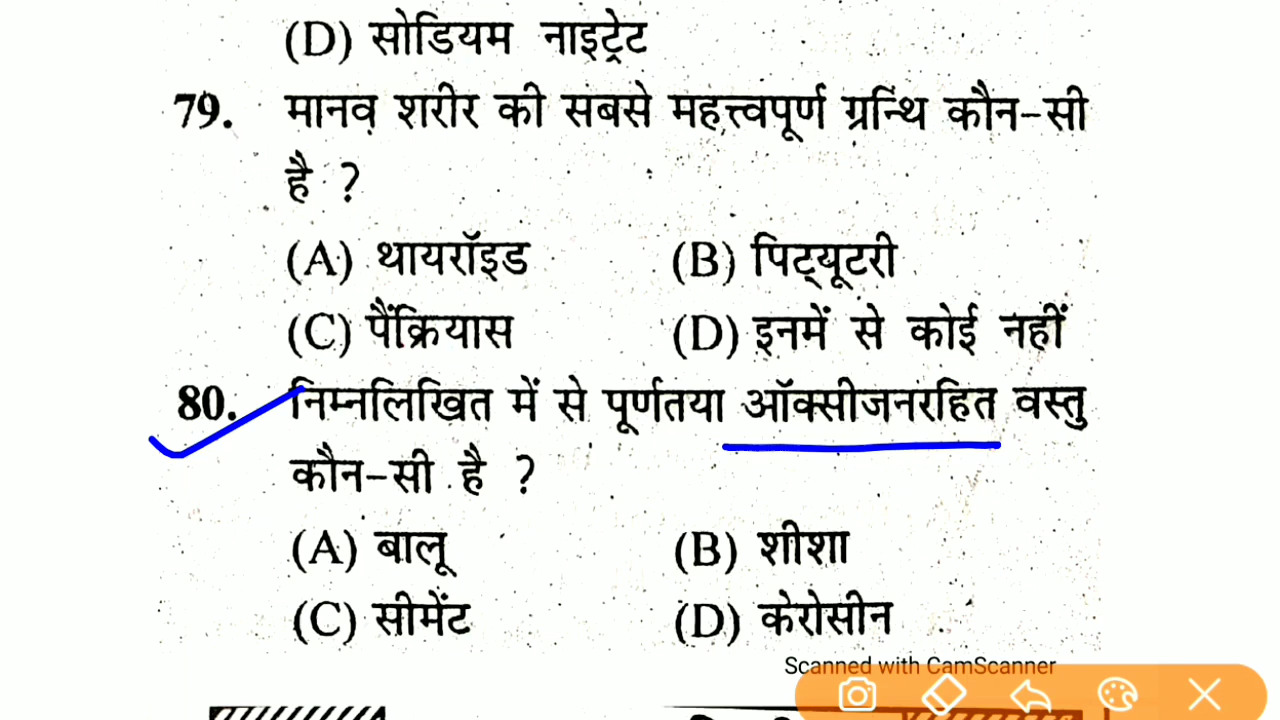 (D) सोडियम नाइट्रेट
79. मानव शरीर की सबसे महत्त्वपूर्ण ग्रन्थि कौन-सी
है ?
(A) थायरॉइड (B) पिट्यूटरी
(C) पैंक्रियास (D) इनमें से कोई नहीं
80. निम्नलिखित में से पूर्णतया ऑक्सीजनरहित वस्तु
कौन-सी है ?
(A) बालू (B) शीशा
(C) सीमेंट (D) केरोसीन
Scanned with CamScanner